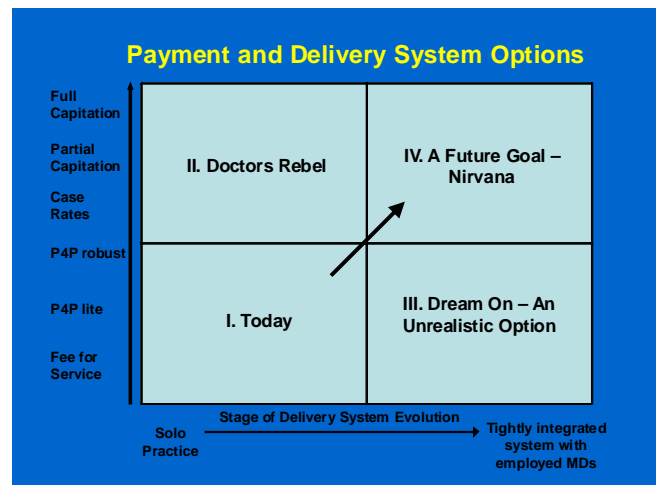 Payment and Delivery System Options
Full
Capitation
Partial
Capitation
Case
Rates
P4P robust
P4P lite
Fee for
Service
II. Doctors Rebel
IV. A Future Goal –
Nirvana
I. Today
III. Dream On – An
Unrealistic Option
Stage of Delivery System Evolution
Solo
Practice
Tightly integrated
system with
employed MDs